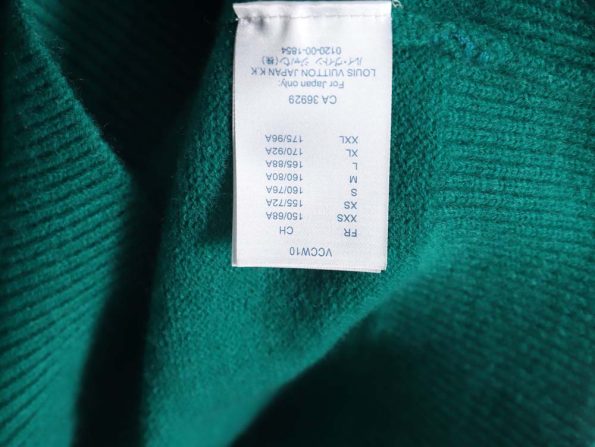 VCCW10
FR CH
XXS 150/68A
XS 155/72A
S 160/76A
M 160/80A
L 165/88A
XL 170/92A
XXL 175/96A
CA 36929
For Japan only:
LOUIS VUITTON JAPAN K.K
ルイ・ヴィトン ジャパン(株)
0120-00-1854